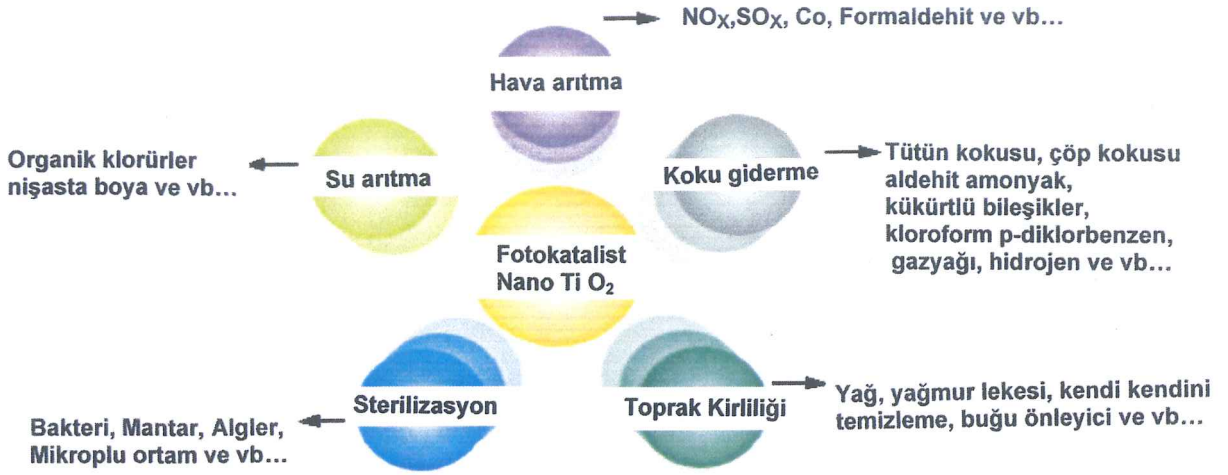 NOX,SOX, Co, Formaldehit ve vb...
Hava arıtma
Organik klorürler
nişasta boya ve vb...
Su arıtma
Koku giderme
Tütün kokusu, çöp kokusu
aldehit amonyak,
kükürtlü bileşikler,
kloroform p-diklorbenzen,
gazyağı, hidrojen ve vb...
Fotokatalist
Nano Ti O₂
Sterilizasyon
Bakteri, Mantar, Algler,
Mikroplu ortam ve vb...
Toprak Kirliliği
Yağ, yağmur lekesi, kendi kendini
temizleme, buğu önleyici ve vb...